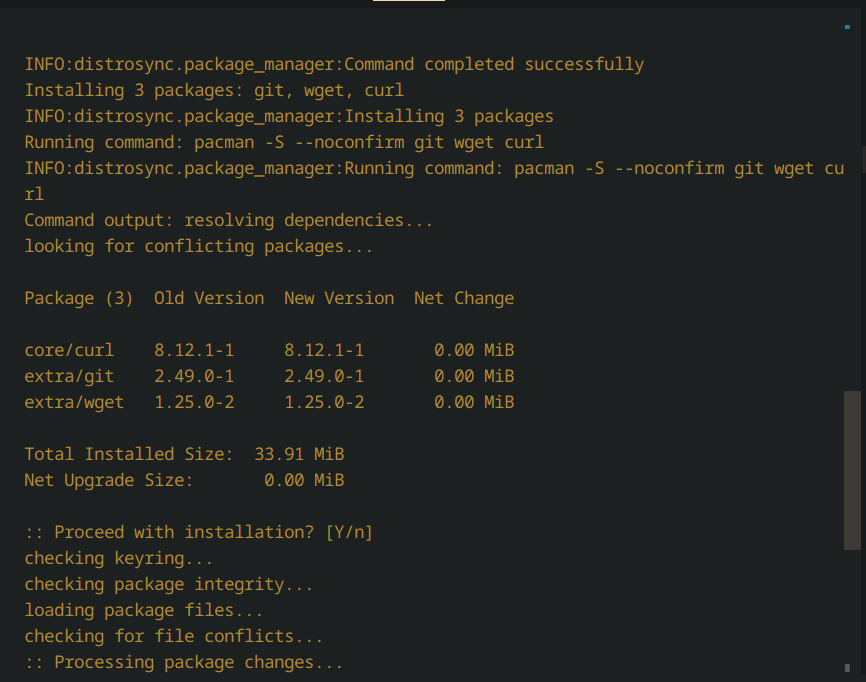 INFO:distrosync.package_manager:Command completed successfully
Installing 3 packages: git, wget, curl
INFO:distrosync.package_manager:Installing 3 packages
Running command: pacman -S --noconfirm git wget curl
INFO:distrosync.package_manager:Running command: pacman -S --noconfirm git wget cu
rl
Command output: resolving dependencies...
looking for conflicting packages...

Package (3)  Old Version  New Version  Net Change

core/curl    8.12.1-1     8.12.1-1       0.00 MiB
extra/git    2.49.0-1     2.49.0-1       0.00 MiB
extra/wget   1.25.0-2     1.25.0-2       0.00 MiB

Total Installed Size:  33.91 MiB
Net Upgrade Size:       0.00 MiB

:: Proceed with installation? [Y/n]
checking keyring...
checking package integrity...
loading package files...
checking for file conflicts...
:: Processing package changes...